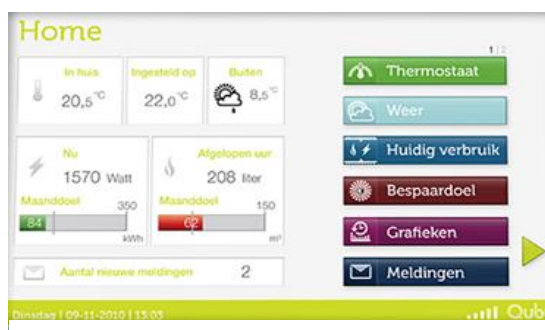 Home
1 | 2
In huis
Ingesteld op
Buiten
20,5 °C
22,0 °C
8,5 °C
Nu
Afgelopen uur
1570 Watt
208 liter
Maanddoel 350
Maanddoel 150
84
62
kWh
m³
Aantal nieuwe meldingen 2
Thermostaat
Weer
Huidig verbruik
Bespaardoel
Grafieken
Meldingen
Dinsdag | 09-11-2010 | 15:03
Qub